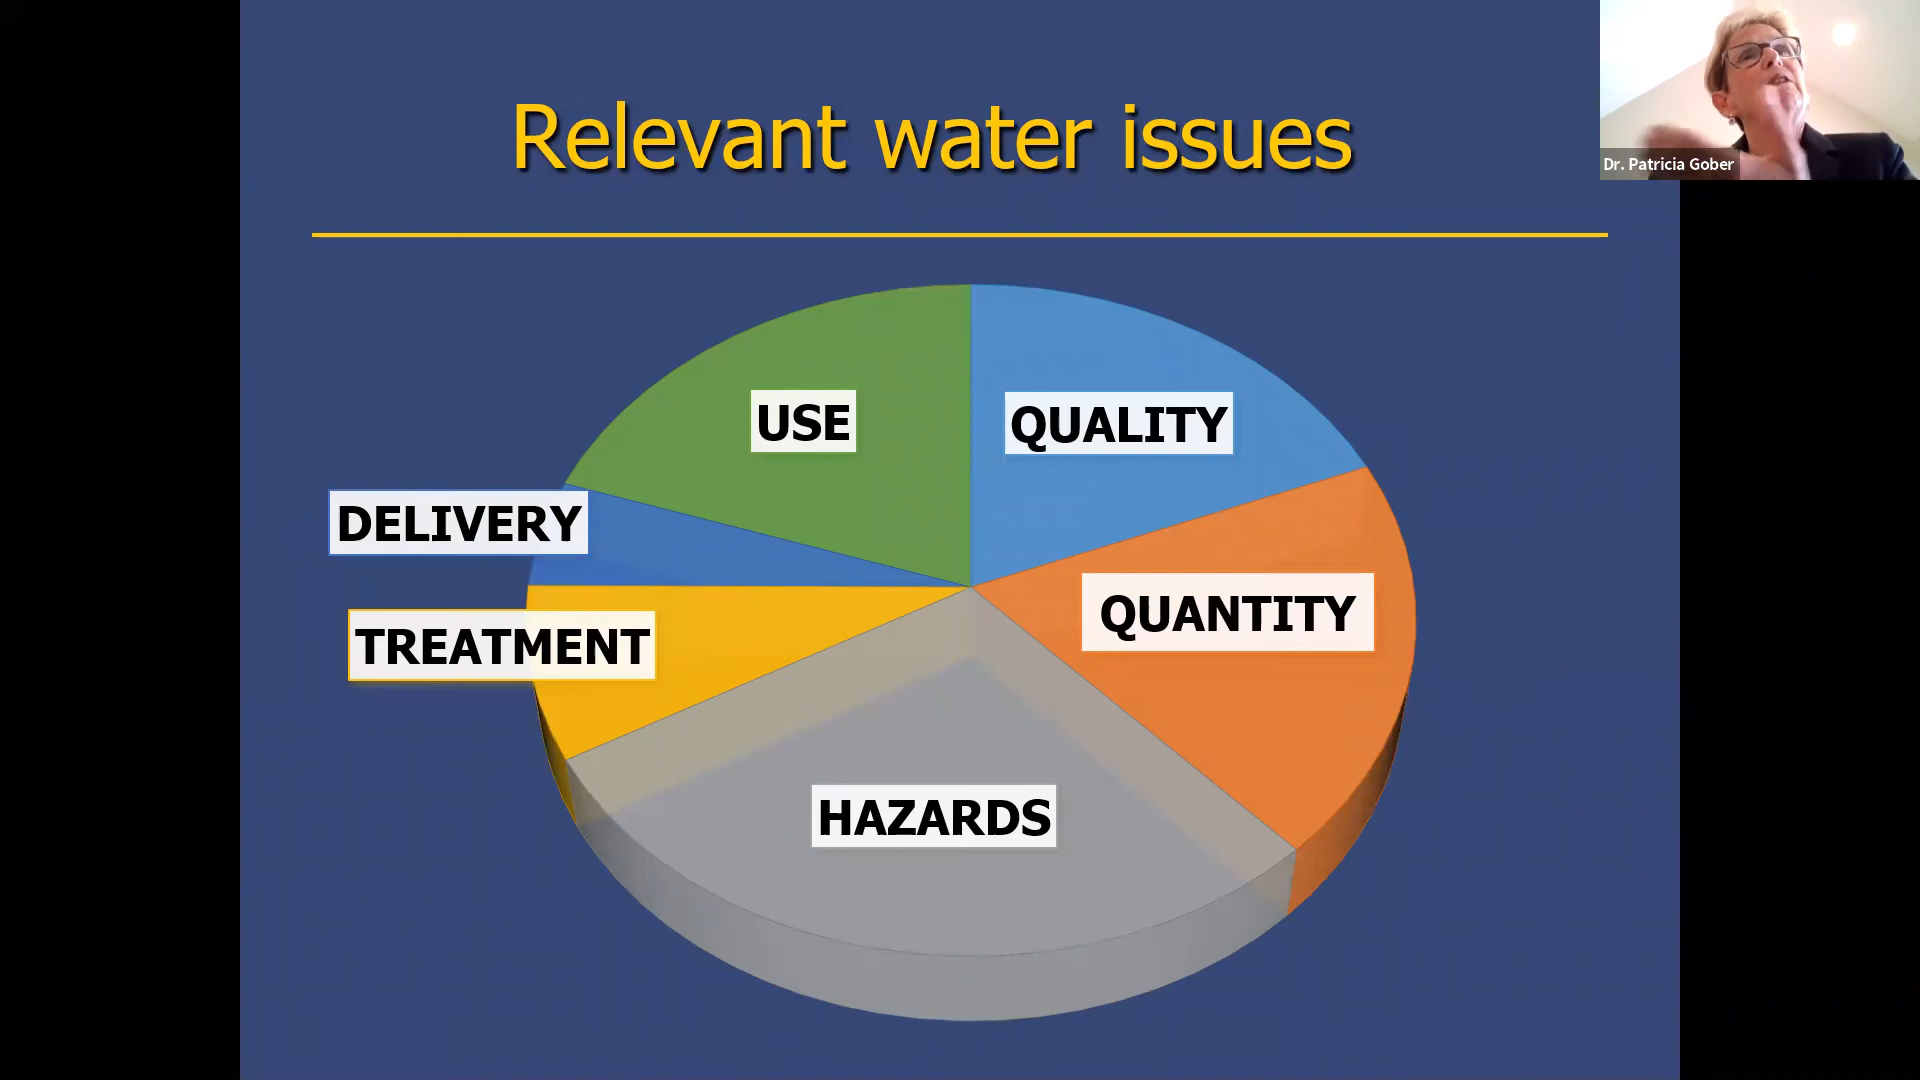 Relevant water issues
Dr. Patricia Gober
USE
QUALITY
DELIVERY
QUANTITY
TREATMENT
HAZARDS